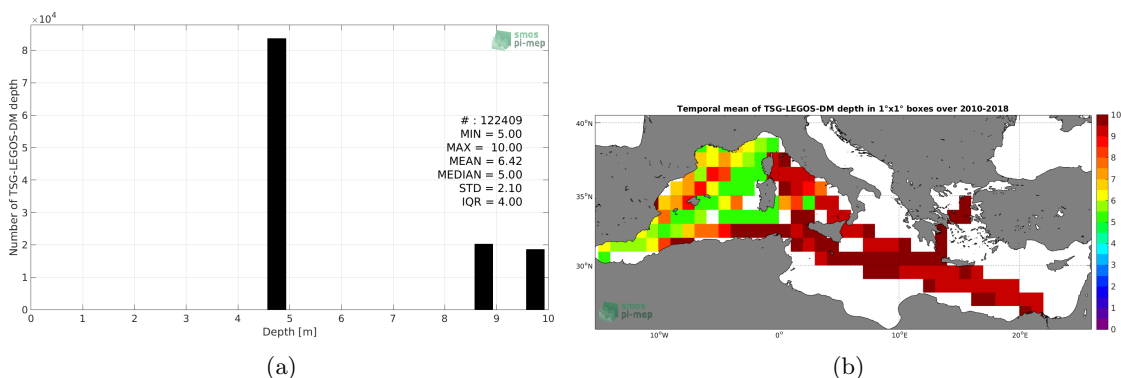 ×10⁴
8
7
6
5
4
3
2
1
0
Number of TSG-LEGOS-DM depth
smos
pi-mep
# : 122409
MIN = 5.00
MAX = 10.00
MEAN = 6.42
MEDIAN = 5.00
STD = 2.10
IQR = 4.00
0 1 2 3 4 5 6 7 8 9 10
Depth [m]
(a)
Temporal mean of TSG-LEGOS-DM depth in 1°x1° boxes over 2010-2018
40°N
35°N
30°N
smos
pi-mep
10°W 0° 10°E 20°E
10
9
8
7
6
5
4
3
2
1
0
(b)